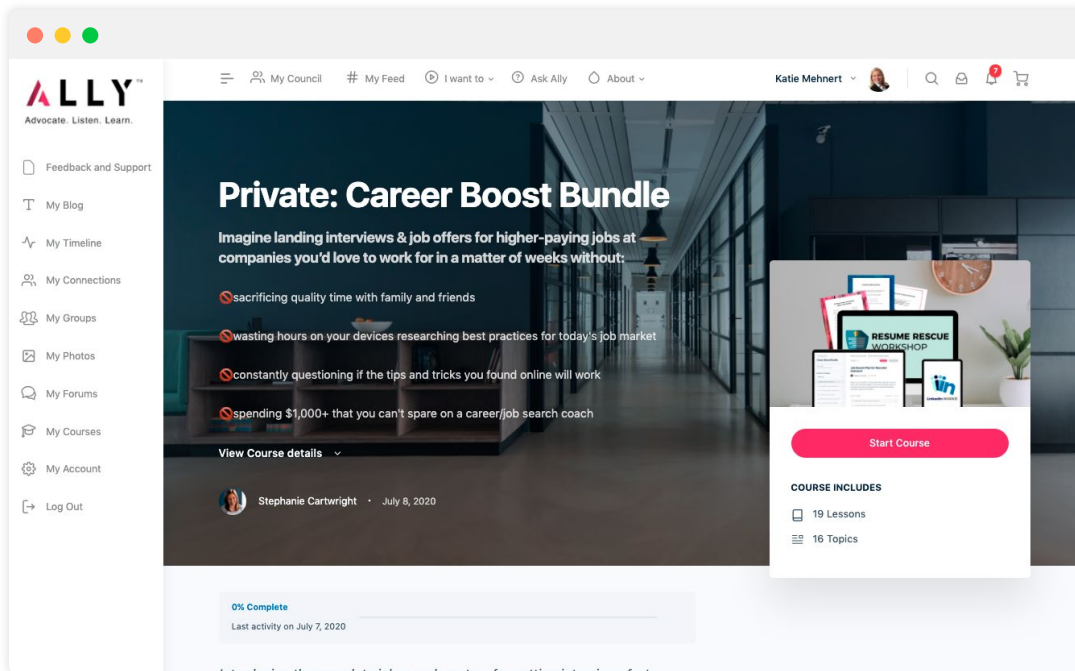 ALLY™
Advocate. Listen. Learn.
Feedback and Support
My Blog
My Timeline
My Connections
My Groups
My Photos
My Forums
My Courses
My Account
Log Out
My Council
My Feed
I want to
Ask Ally
About
Katie Mehnert
7
Private: Career Boost Bundle
Imagine landing interviews & job offers for higher-paying jobs at
companies you'd love to work for in a matter of weeks without:
🚫sacrificing quality time with family and friends
🚫wasting hours on your devices researching best practices for today's job market
🚫constantly questioning if the tips and tricks you found online will work
🚫spending $1,000+ that you can't spare on a career/job search coach
View Course details
Stephanie Cartwright • July 8, 2020
RESUME RESCUE
WORKSHOP
Start Course
COURSE INCLUDES
19 Lessons
16 Topics
0% Complete
Last activity on July 7, 2020